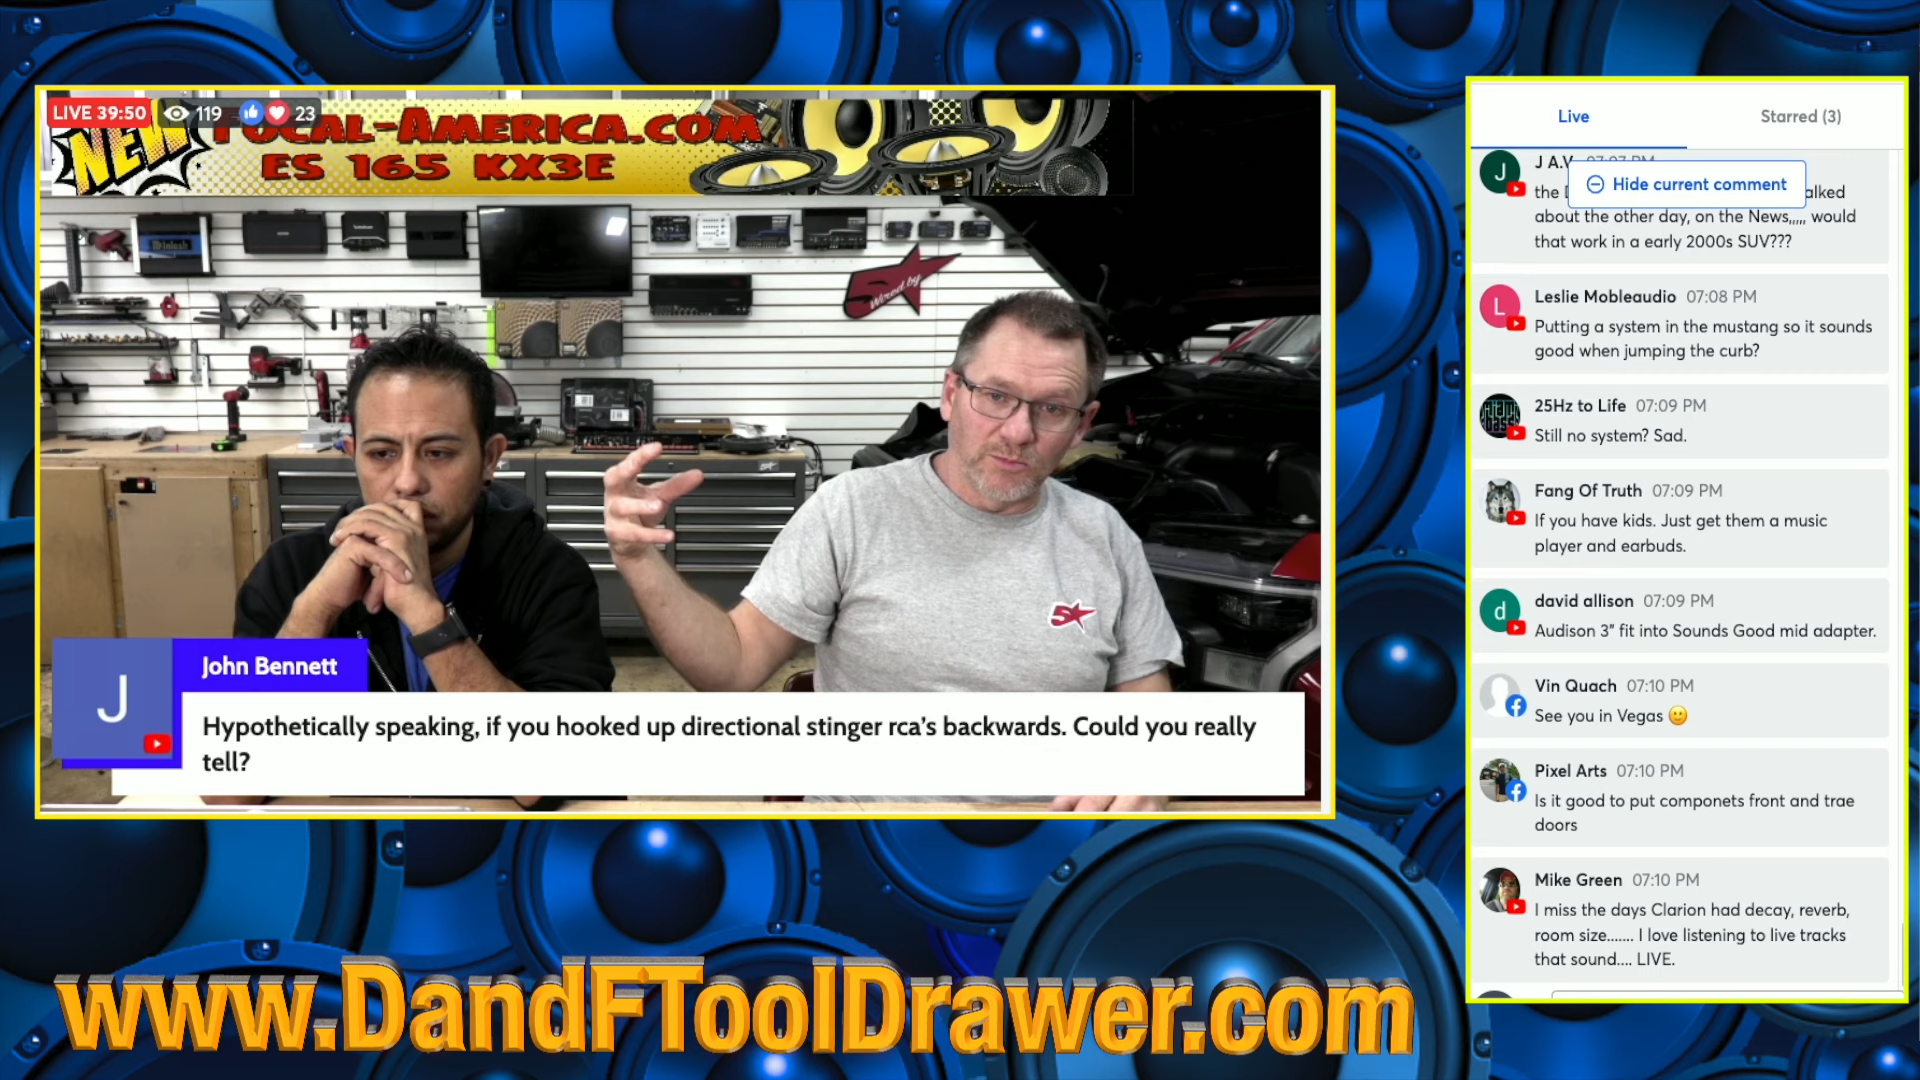 LIVE 39:50 119 23
NEW
FOCAL-AMERICA.COM
ES 165 KX3E
Wired by
John Bennett
J
Hypothetically speaking, if you hooked up directional stinger rca's backwards. Could you really
tell?
www.DandFToolDrawer.com
Live Starred (3)
J
07:07 PM
Hide current comment
the
alked
about the other day, on the News,,,,, would
that work in a early 2000s SUV???
L
Leslie Mobleaudio 07:08 PM
Putting a system in the mustang so it sounds
good when jumping the curb?
25Hz to Life 07:09 PM
Still no system? Sad.
Fang Of Truth 07:09 PM
If you have kids. Just get them a music
player and earbuds.
d
david allison 07:09 PM
Audison 3" fit into Sounds Good mid adapter.
Vin Quach 07:10 PM
See you in Vegas 🙂
Pixel Arts 07:10 PM
Is it good to put componets front and trae
doors
Mike Green 07:10 PM
I miss the days Clarion had decay, reverb,
room size....... I love listening to live tracks
that sound.... LIVE.